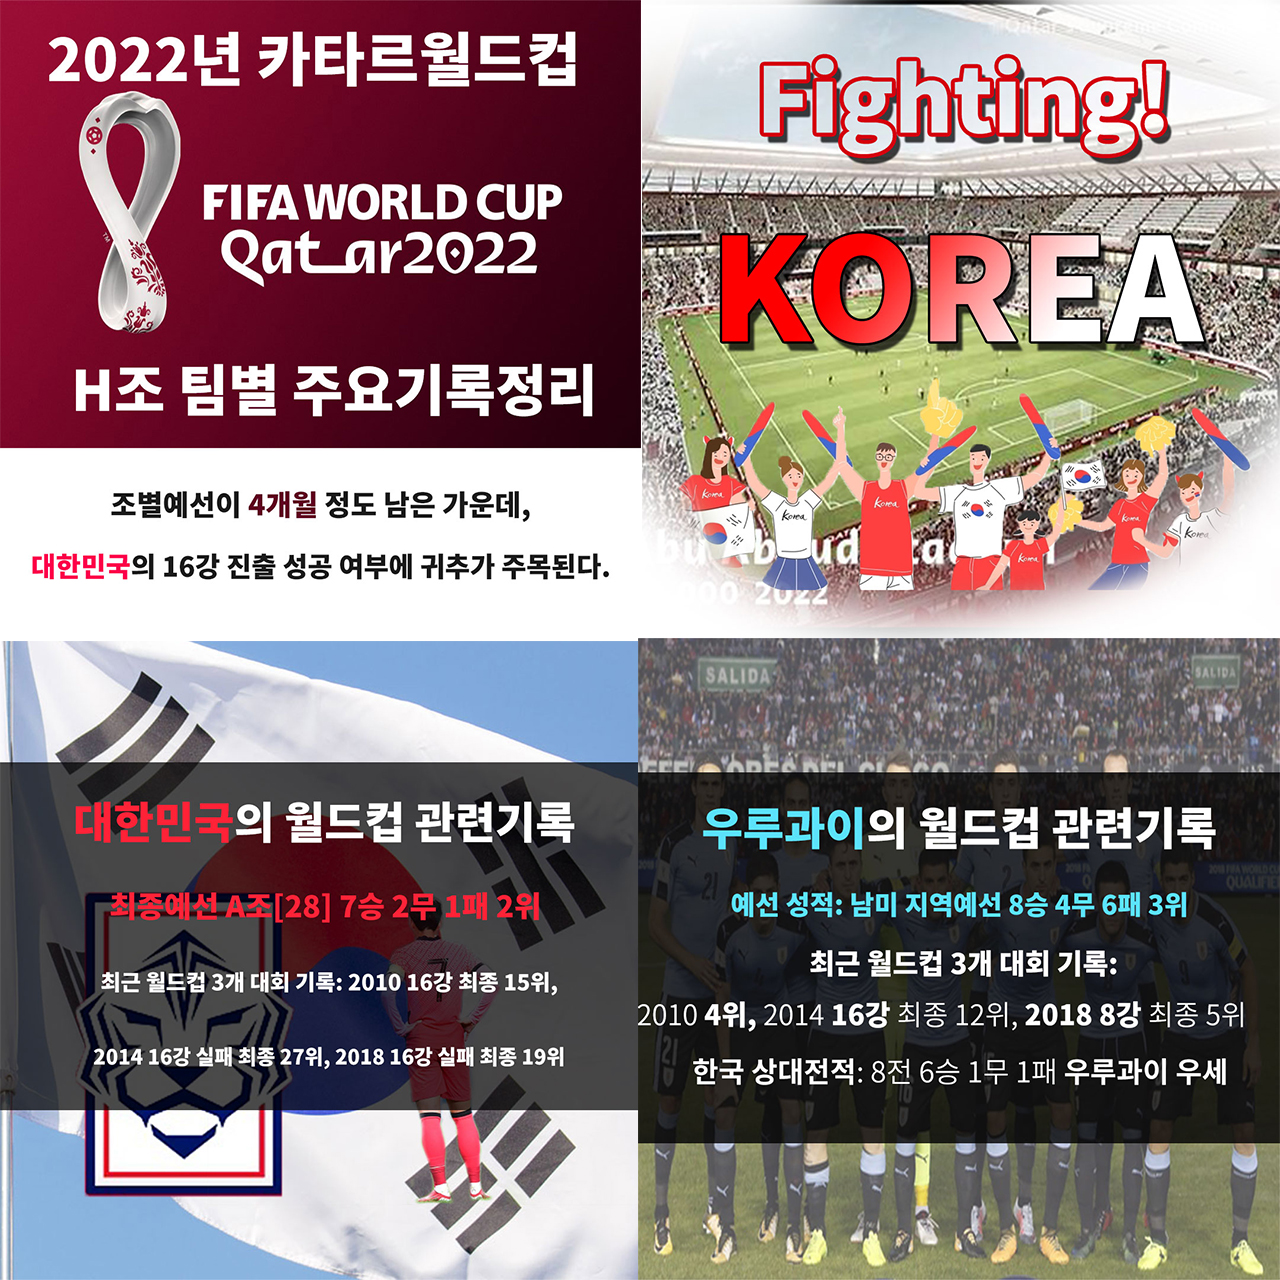 2022년 카타르월드컵
TM
FIFA WORLD CUP
Qatar2022
H조 팀별 주요기록정리
조별예선이 4개월 정도 남은 가운데,
대한민국의 16강 진출 성공 여부에 귀추가 주목된다.
Fighting!
KOREA
Korea
Korea
Korea
Korea
Korea
2022
대한민국의 월드컵 관련기록
최종예선 A조[28] 7승 2무 1패 2위
최근 월드컵 3개 대회 기록: 2010 16강 최종 15위,
2014 16강 실패 최종 27위, 2018 16강 실패 최종 19위
7
SALIDA
SALIDA
우루과이의 월드컵 관련기록
예선 성적: 남미 지역예선 8승 4무 6패 3위
최근 월드컵 3개 대회 기록:
2010 4위, 2014 16강 최종 12위, 2018 8강 최종 5위
한국 상대전적: 8전 6승 1무 1패 우루과이 우세
21
9
21